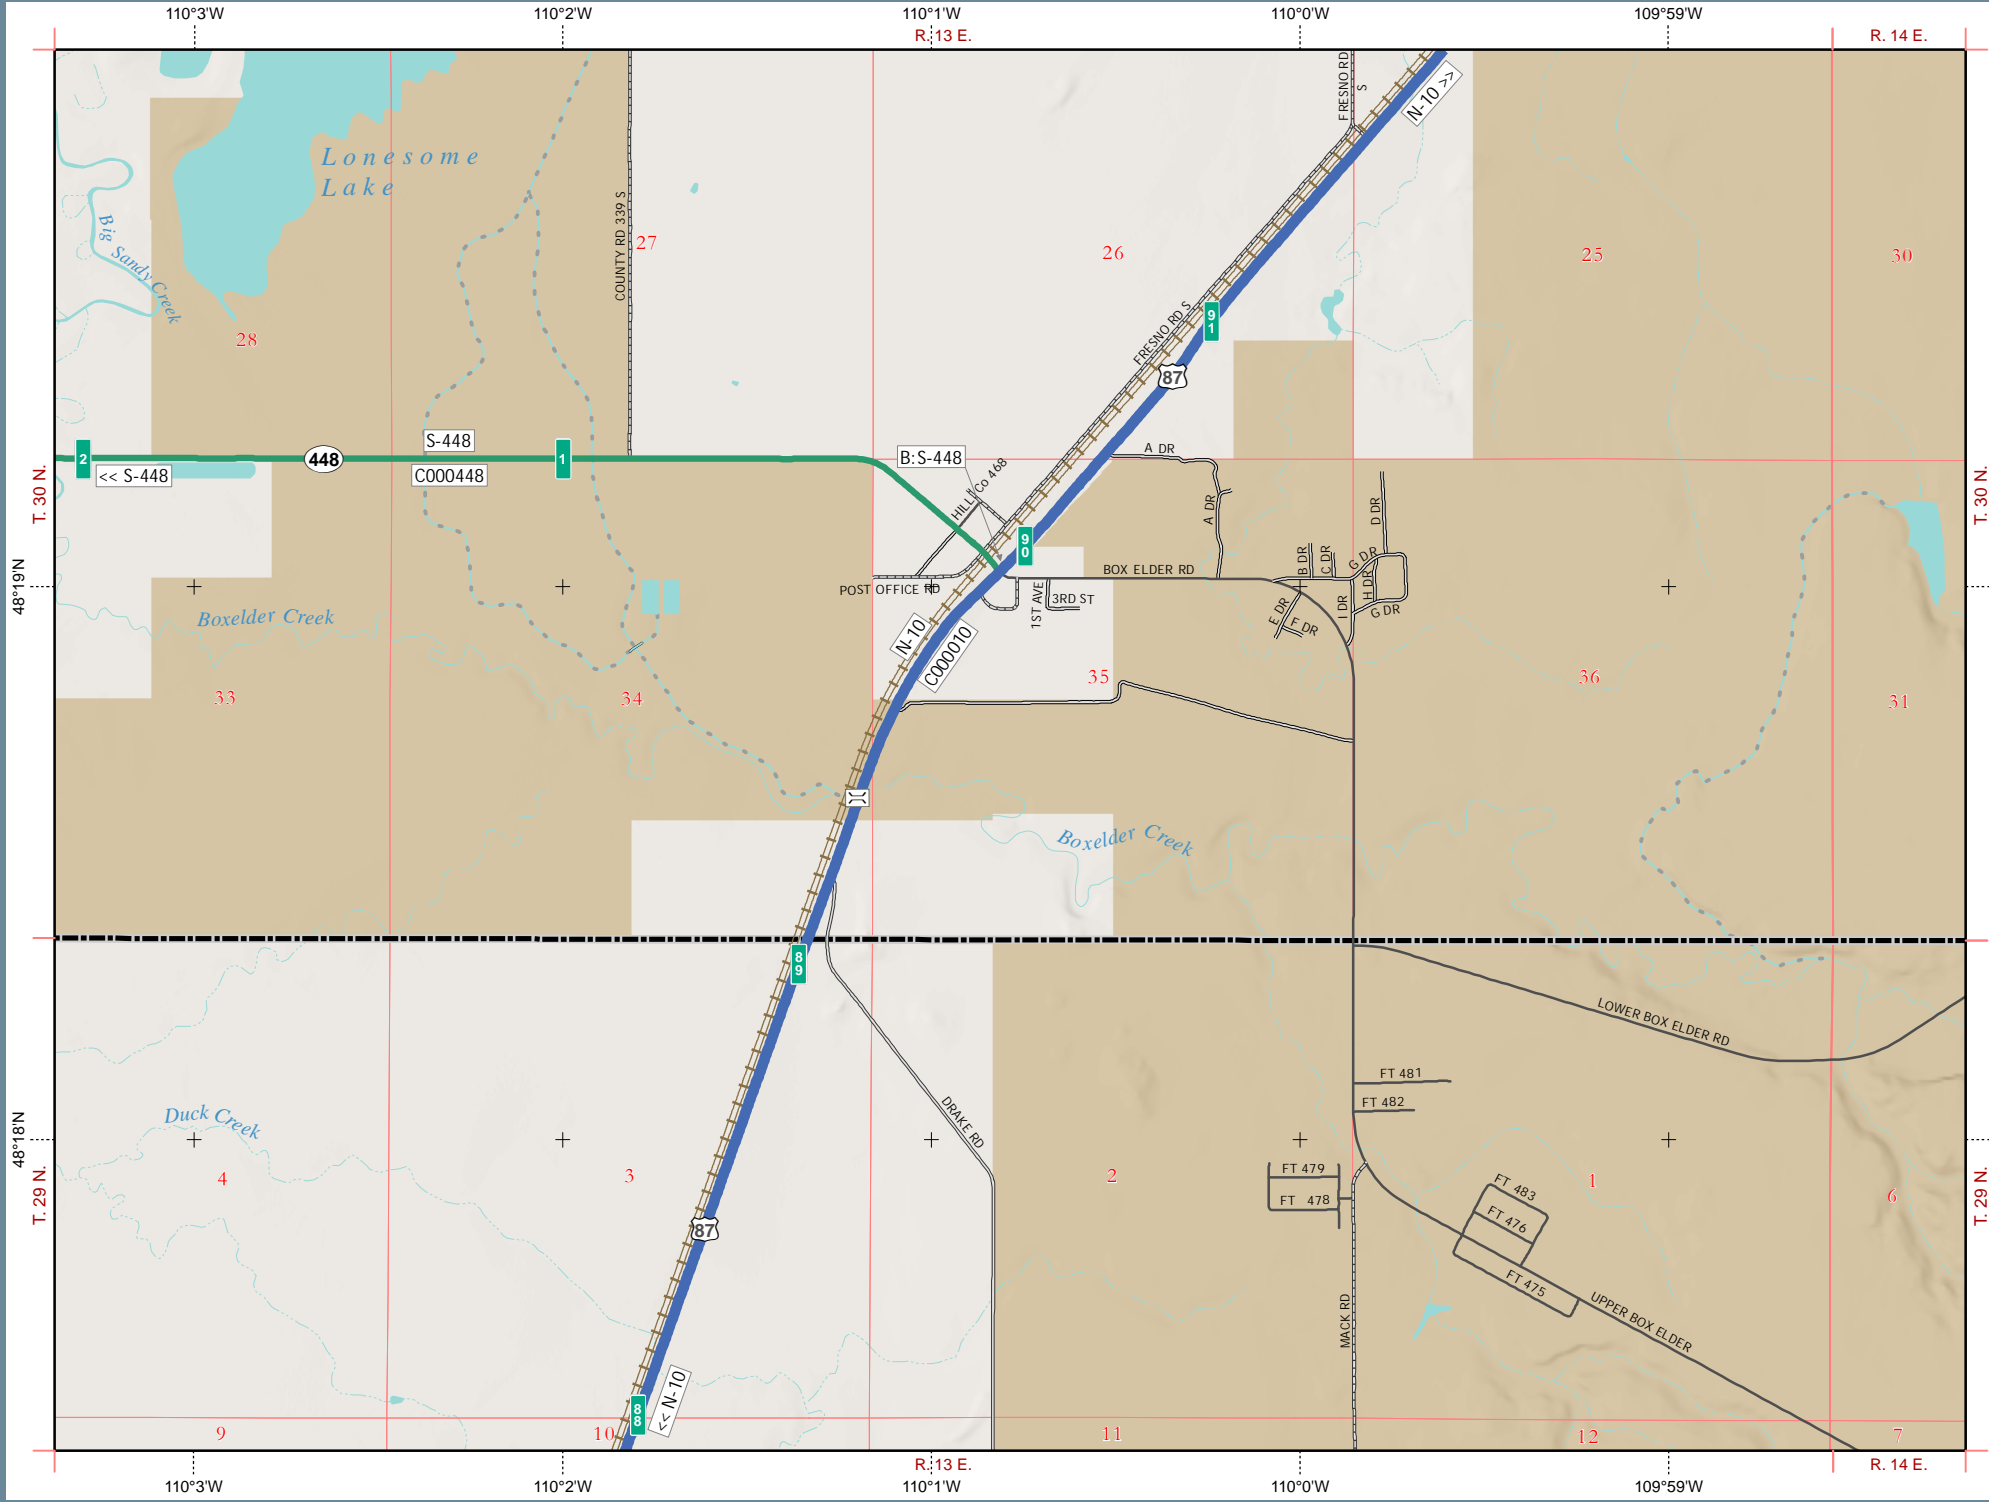 110°3'W
110°2'W
110°1'W
110°0'W
109°59'W
R. 13 E.
R. 14 E.
F FRESNO RD
S
N-10 >>
Lonesome
Lake
Big Sandy Creek
COUNTY RD 339 S
27
26
25
30
28
FRESNO RD S
91
87
S-448
B:S-448
A DR
2
448
1
<< S-448
C000448
T. 30 N.
T. 30 N.
HILL
Co 468
A DR
D DR
90
B DR
C DR
G DR
BOX ELDER RD
48°19'N
POST OFFICE RD
1ST AVE
3RD ST
E DR
F DR
I DR
H DR
G DR
Boxelder Creek
N-10
C000010
33
34
35
36
31
Boxelder Creek
89
LOWER BOX ELDER RD
FT 481
FT 482
Duck Creek
DRAKE RD
48°18'N
T. 29 N.
T. 29 N.
4
3
2
1
6
FT 479
FT 478
FT 483
FT 476
FT 475
87
MACK RD
UPPER BOX ELDER
88
<< N-10
9
10
11
12
7
R. 13 E.
R. 14 E.
110°3'W
110°2'W
110°1'W
110°0'W
109°59'W